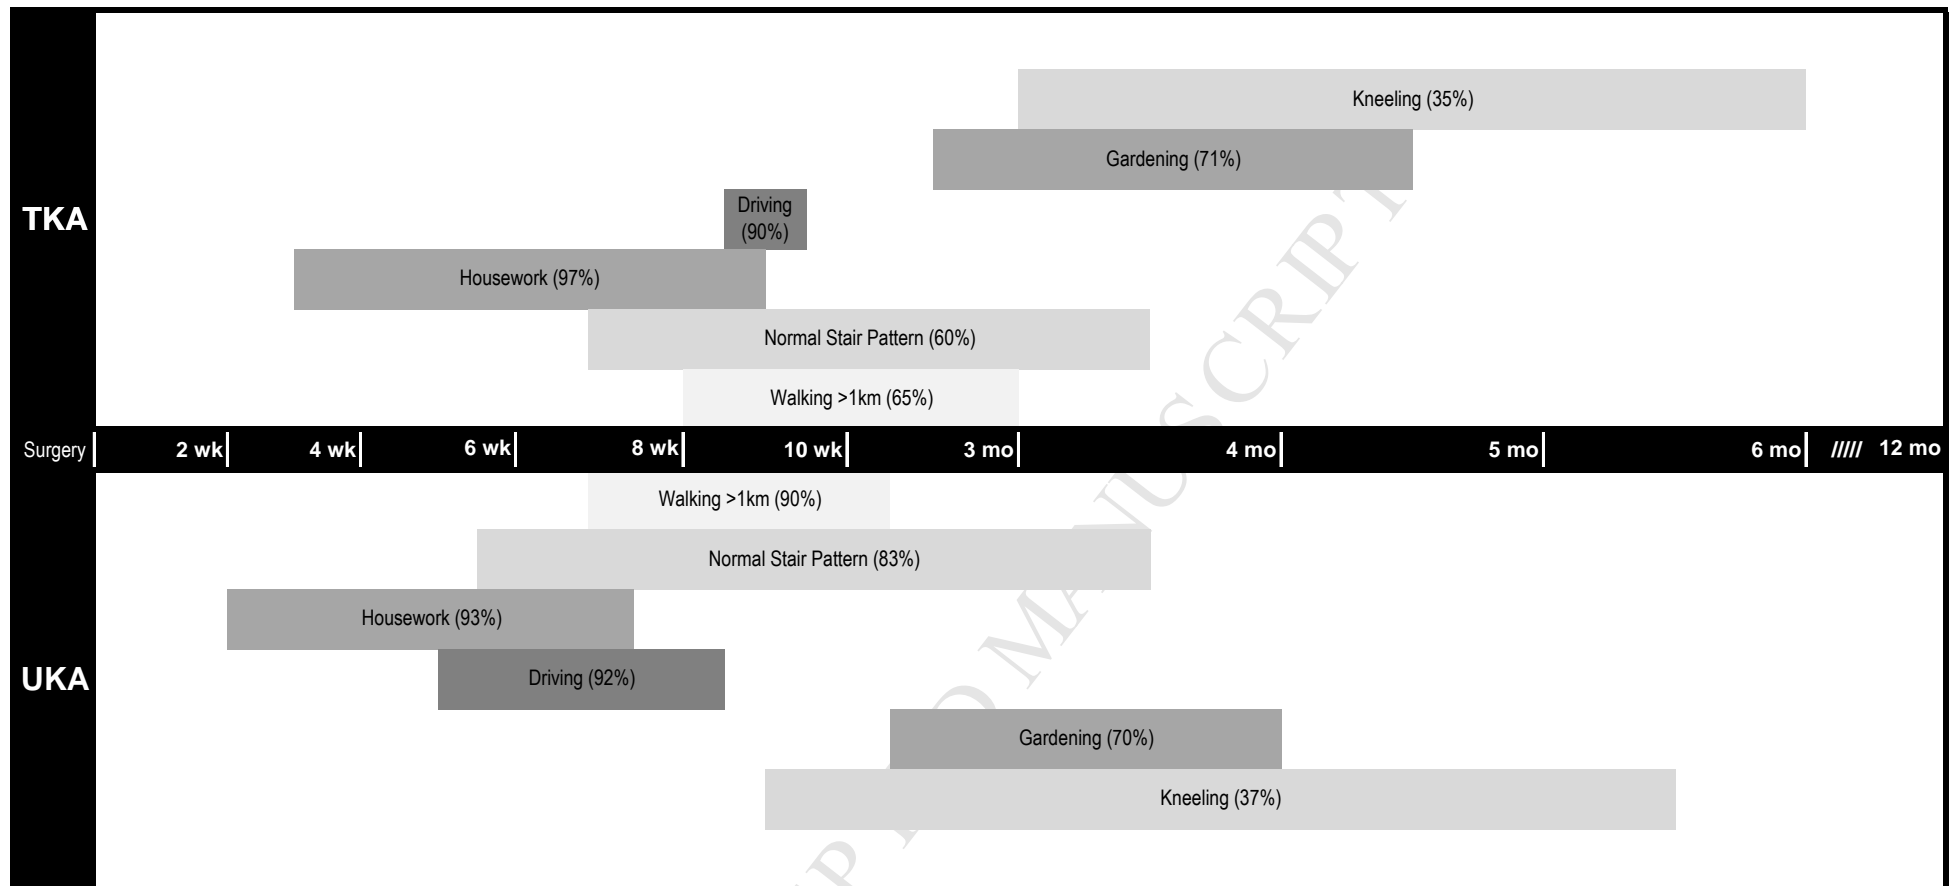 Kneeling (35%)
Gardening (71%)
Driving
(90%)
TKA
Housework (97%)
Normal Stair Pattern (60%)
Walking >1km (65%)
Surgery 2 wk 4 wk 6 wk 8 wk 10 wk 3 mo 4 mo 5 mo 6 mo ///// 12 mo
Walking >1km (90%)
Normal Stair Pattern (83%)
Housework (93%)
Driving (92%)
UKA
Gardening (70%)
Kneeling (37%)
MANUSCRIPT